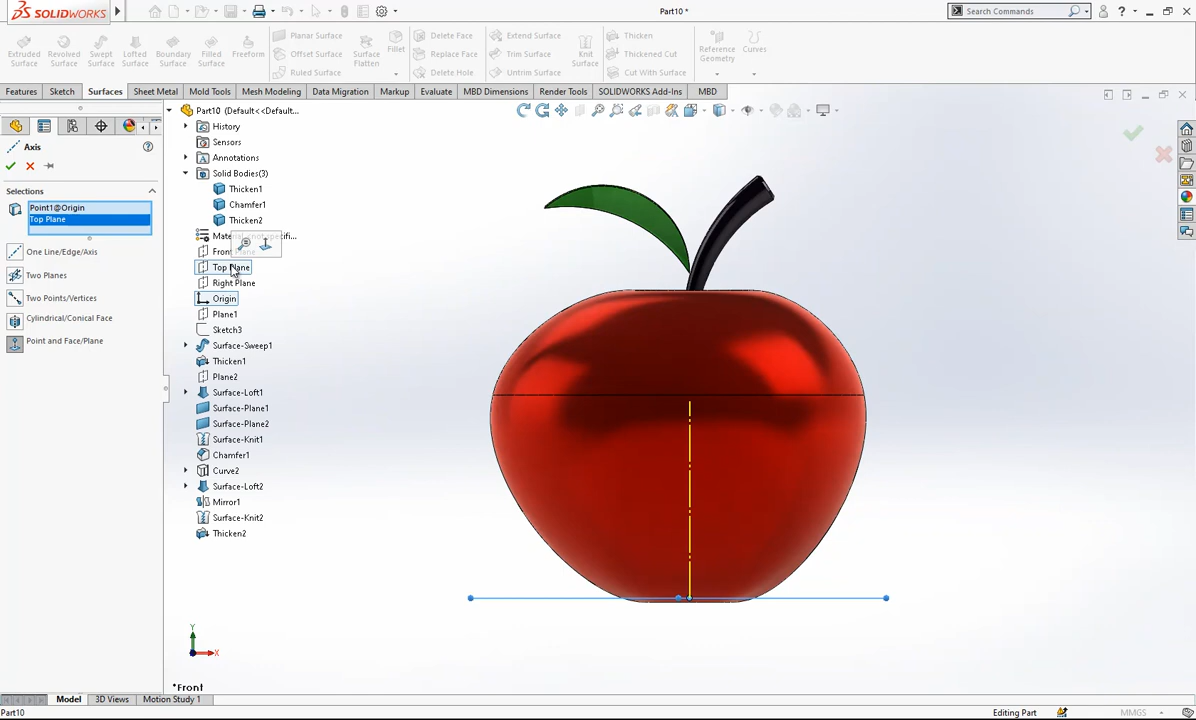 SOLIDWORKS
Part10 *
Search Commands
Extruded Surface
Revolved Surface
Swept Surface
Lofted Surface
Boundary Surface
Filled Surface
Freeform
Planar Surface
Offset Surface
Ruled Surface
Surface Flatten
Fillet
Delete Face
Replace Face
Delete Hole
Extend Surface
Trim Surface
Untrim Surface
Knit Surface
Thicken
Thickened Cut
Cut With Surface
Reference Geometry
Curves
Features
Sketch
Surfaces
Sheet Metal
Mold Tools
Mesh Modeling
Data Migration
Markup
Evaluate
MBD Dimensions
Render Tools
SOLIDWORKS Add-Ins
MBD
Axis
Selections
Point1@Origin
Top Plane
One Line/Edge/Axis
Two Planes
Two Points/Vertices
Cylindrical/Conical Face
Point and Face/Plane
Part10 (Default<<Default...
History
Sensors
Annotations
Solid Bodies(3)
Thicken1
Chamfer1
Thicken2
Top Plane
Right Plane
Origin
Plane1
Sketch3
Surface-Sweep1
Thicken1
Plane2
Surface-Loft1
Surface-Plane1
Surface-Plane2
Surface-Knit1
Chamfer1
Curve2
Surface-Loft2
Mirror1
Surface-Knit2
Thicken2
Y
X
*Front
Model
3D Views
Motion Study 1
Part10
Editing Part
MMGS